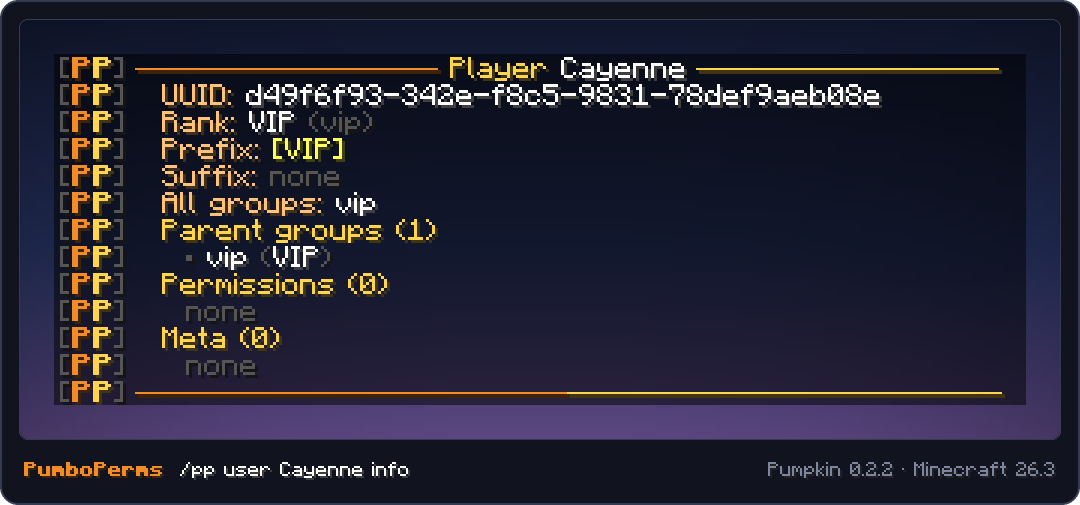 [PP] Player Cayenne
[PP] UUID: d49f6f93-342e-f8c5-9831-78def9aeb08e
[PP] Rank: VIP (vip)
[PP] Prefix: [VIP]
[PP] Suffix: none
[PP] All groups: vip
[PP] Parent groups (1)
[PP] • vip (VIP)
[PP] Permissions (0)
[PP] none
[PP] Meta (0)
[PP] none
[PP]
PumboPerms /pp user Cayenne info
Pumpkin 0.2.2 · Minecraft 26.3